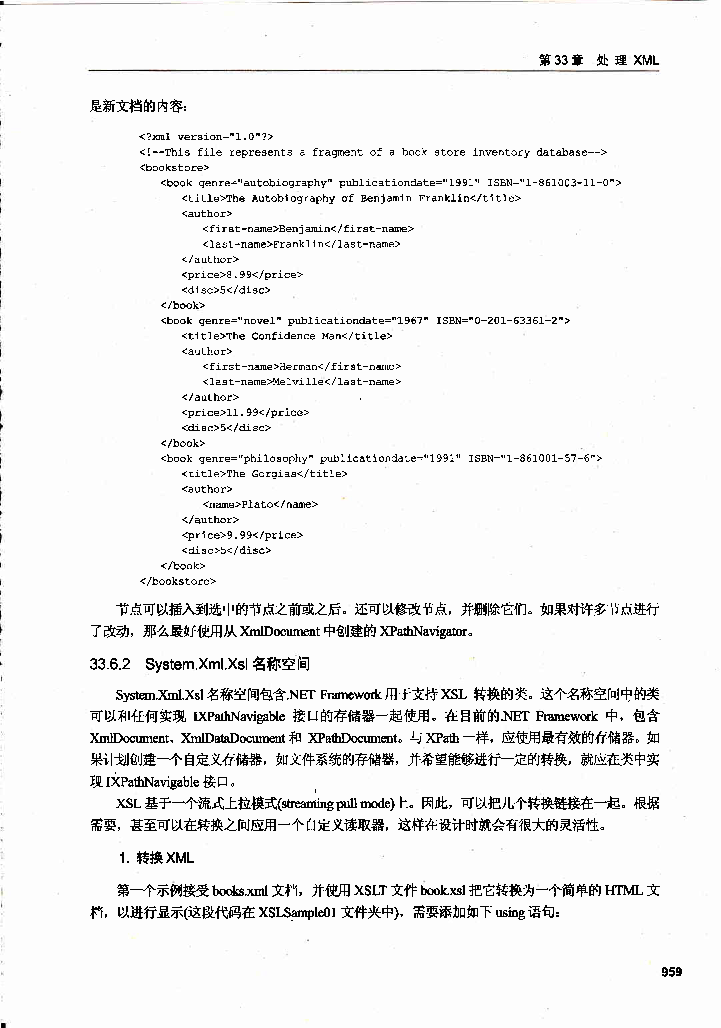 第33章 处 理 XML
是新文档的内容：
<?xml version="1.0"?>
<!--This file represents a fragment of a book store inventory database-->
<bookstore>
<book genre="autobiography" publicationdate="1991" ISBN="1-861003-11-0">
<title>The Autobiography of Benjamin Franklin</title>
<author>
<first-name>Benjamin</first-name>
<last-name>Franklin</last-name>
</author>
<price>8.99</price>
<disc>5</disc>
</book>
<book genre="novel" publicationdate="1967" ISBN="0-201-63361-2">
<title>The Confidence Man</title>
<author>
<first-name>Herman</first-name>
<last-name>Melville</last-name>
</author>
<price>11.99</price>
<disc>5</disc>
</book>
<book genre="philosophy" publicationdate="1991" ISBN="1-861001-57-6">
<title>The Gorgias</title>
<author>
<name>Plato</name>
</author>
<price>9.99</price>
<disc>5</disc>
</book>
</bookstore>
节点可以插入到选中的节点之前或之后。还可以修改节点，并删除它们。如果对许多节点进行
了改动，那么最好使用从 XmlDocument 中创建的 XPathNavigator。
33.6.2 System.Xml.Xsl 名称空间
System.Xml.Xsl 名称空间包含.NET Framework 用于支持 XSL 转换的类。这个名称空间中的类
可以和任何实现 IXPathNavigable 接口的存储器一起使用。在目前的.NET Framework 中，包含
XmlDocument、XmlDataDocument 和 XPathDocument。与 XPath 一样，应使用最有效的存储器。如
果计划创建一个自定义存储器，如文件系统的存储器，并希望能够进行一定的转换，就应在类中实
现 IXPathNavigable 接口。
XSL 基于一个流式上拉模式(streaming pull mode)上。因此，可以把几个转换链接在一起。根据
需要，甚至可以在转换之间应用一个自定义读取器，这样在设计时就会有很大的灵活性。
1. 转换 XML
第一个示例接受 books.xml 文档，并使用 XSLT 文件 book.xsl 把它转换为一个简单的 HTML 文
档，以进行显示(这段代码在 XSLSample01 文件夹中)，需要添加如下 using 语句：
959